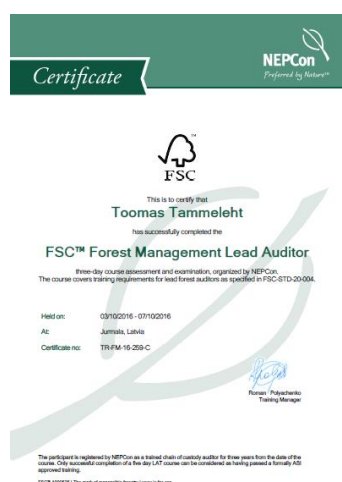 Certificate
NEPCon
Preferred by Nature™
FSC
This is to certify that
Toomas Tammeleht
has successfully completed the
FSC™ Forest Management Lead Auditor
three-day course assessment and examination, organized by NEPCon.
The course covers training requirements for lead forest auditors as specified in FSC-STD-20-004.
Held on: 03/10/2016 - 07/10/2016
At: Jurmala, Latvia
Certificate no: TR-FM-16-259-C
Roman Polyachenko
Training Manager
The participant is registered by NEPCon as a trained chain of custody auditor for three years from the date of the
course. Only successful completion of a five day LAT course can be considered as having passed a formally ASI
approved training.